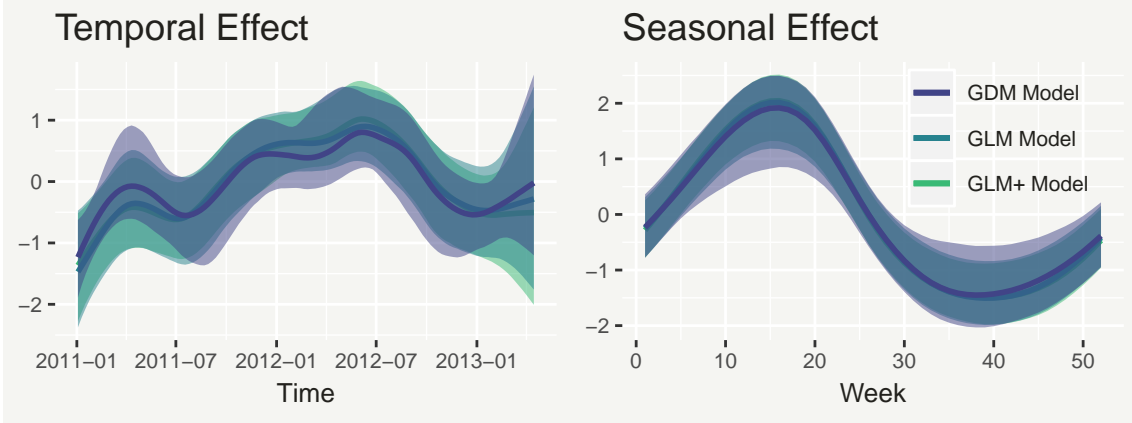 Temporal Effect
1
0
−1
−2
2011−01 2011−07 2012−01 2012−07 2013−01
Time
Seasonal Effect
2
1
0
−1
−2
0 10 20 30 40 50
Week
GDM Model
GLM Model
GLM+ Model